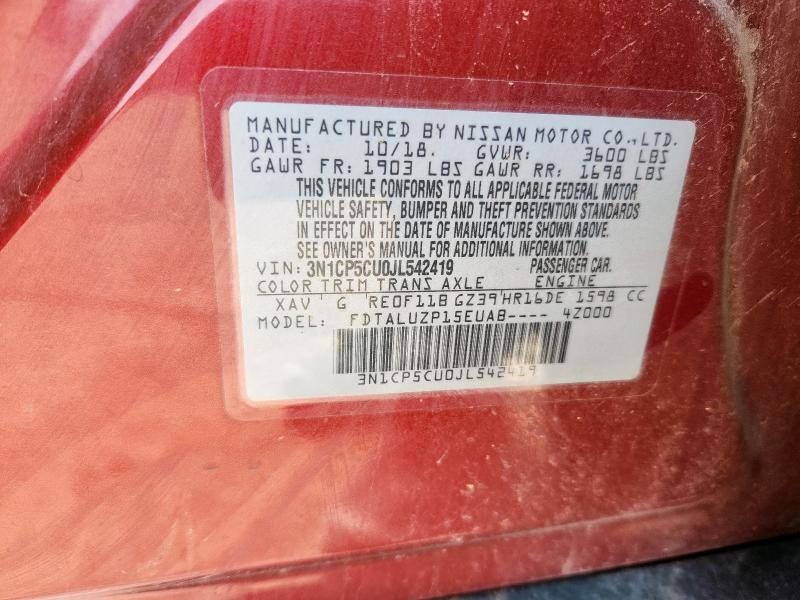 MANUFACTURED BY NISSAN MOTOR CO., LTD.
DATE: 10/18. GVWR: 3600 LBS
GAWR FR: 1903 LBS GAWR RR: 1698 LBS
THIS VEHICLE CONFORMS TO ALL APPLICABLE FEDERAL MOTOR
VEHICLE SAFETY, BUMPER AND THEFT PREVENTION STANDARDS
IN EFFECT ON THE DATE OF MANUFACTURE SHOWN ABOVE.
SEE OWNER'S MANUAL FOR ADDITIONAL INFORMATION.
VIN: 3N1CP5CU0JL542419 PASSENGER CAR.
COLOR TRIM TRANS AXLE ENGINE
XAV G RE0F11B GZ39 HR16DE 1598 CC
MODEL: FDTALUZP15EUAB---- 4Z000
3N1CP5CU0JL542419